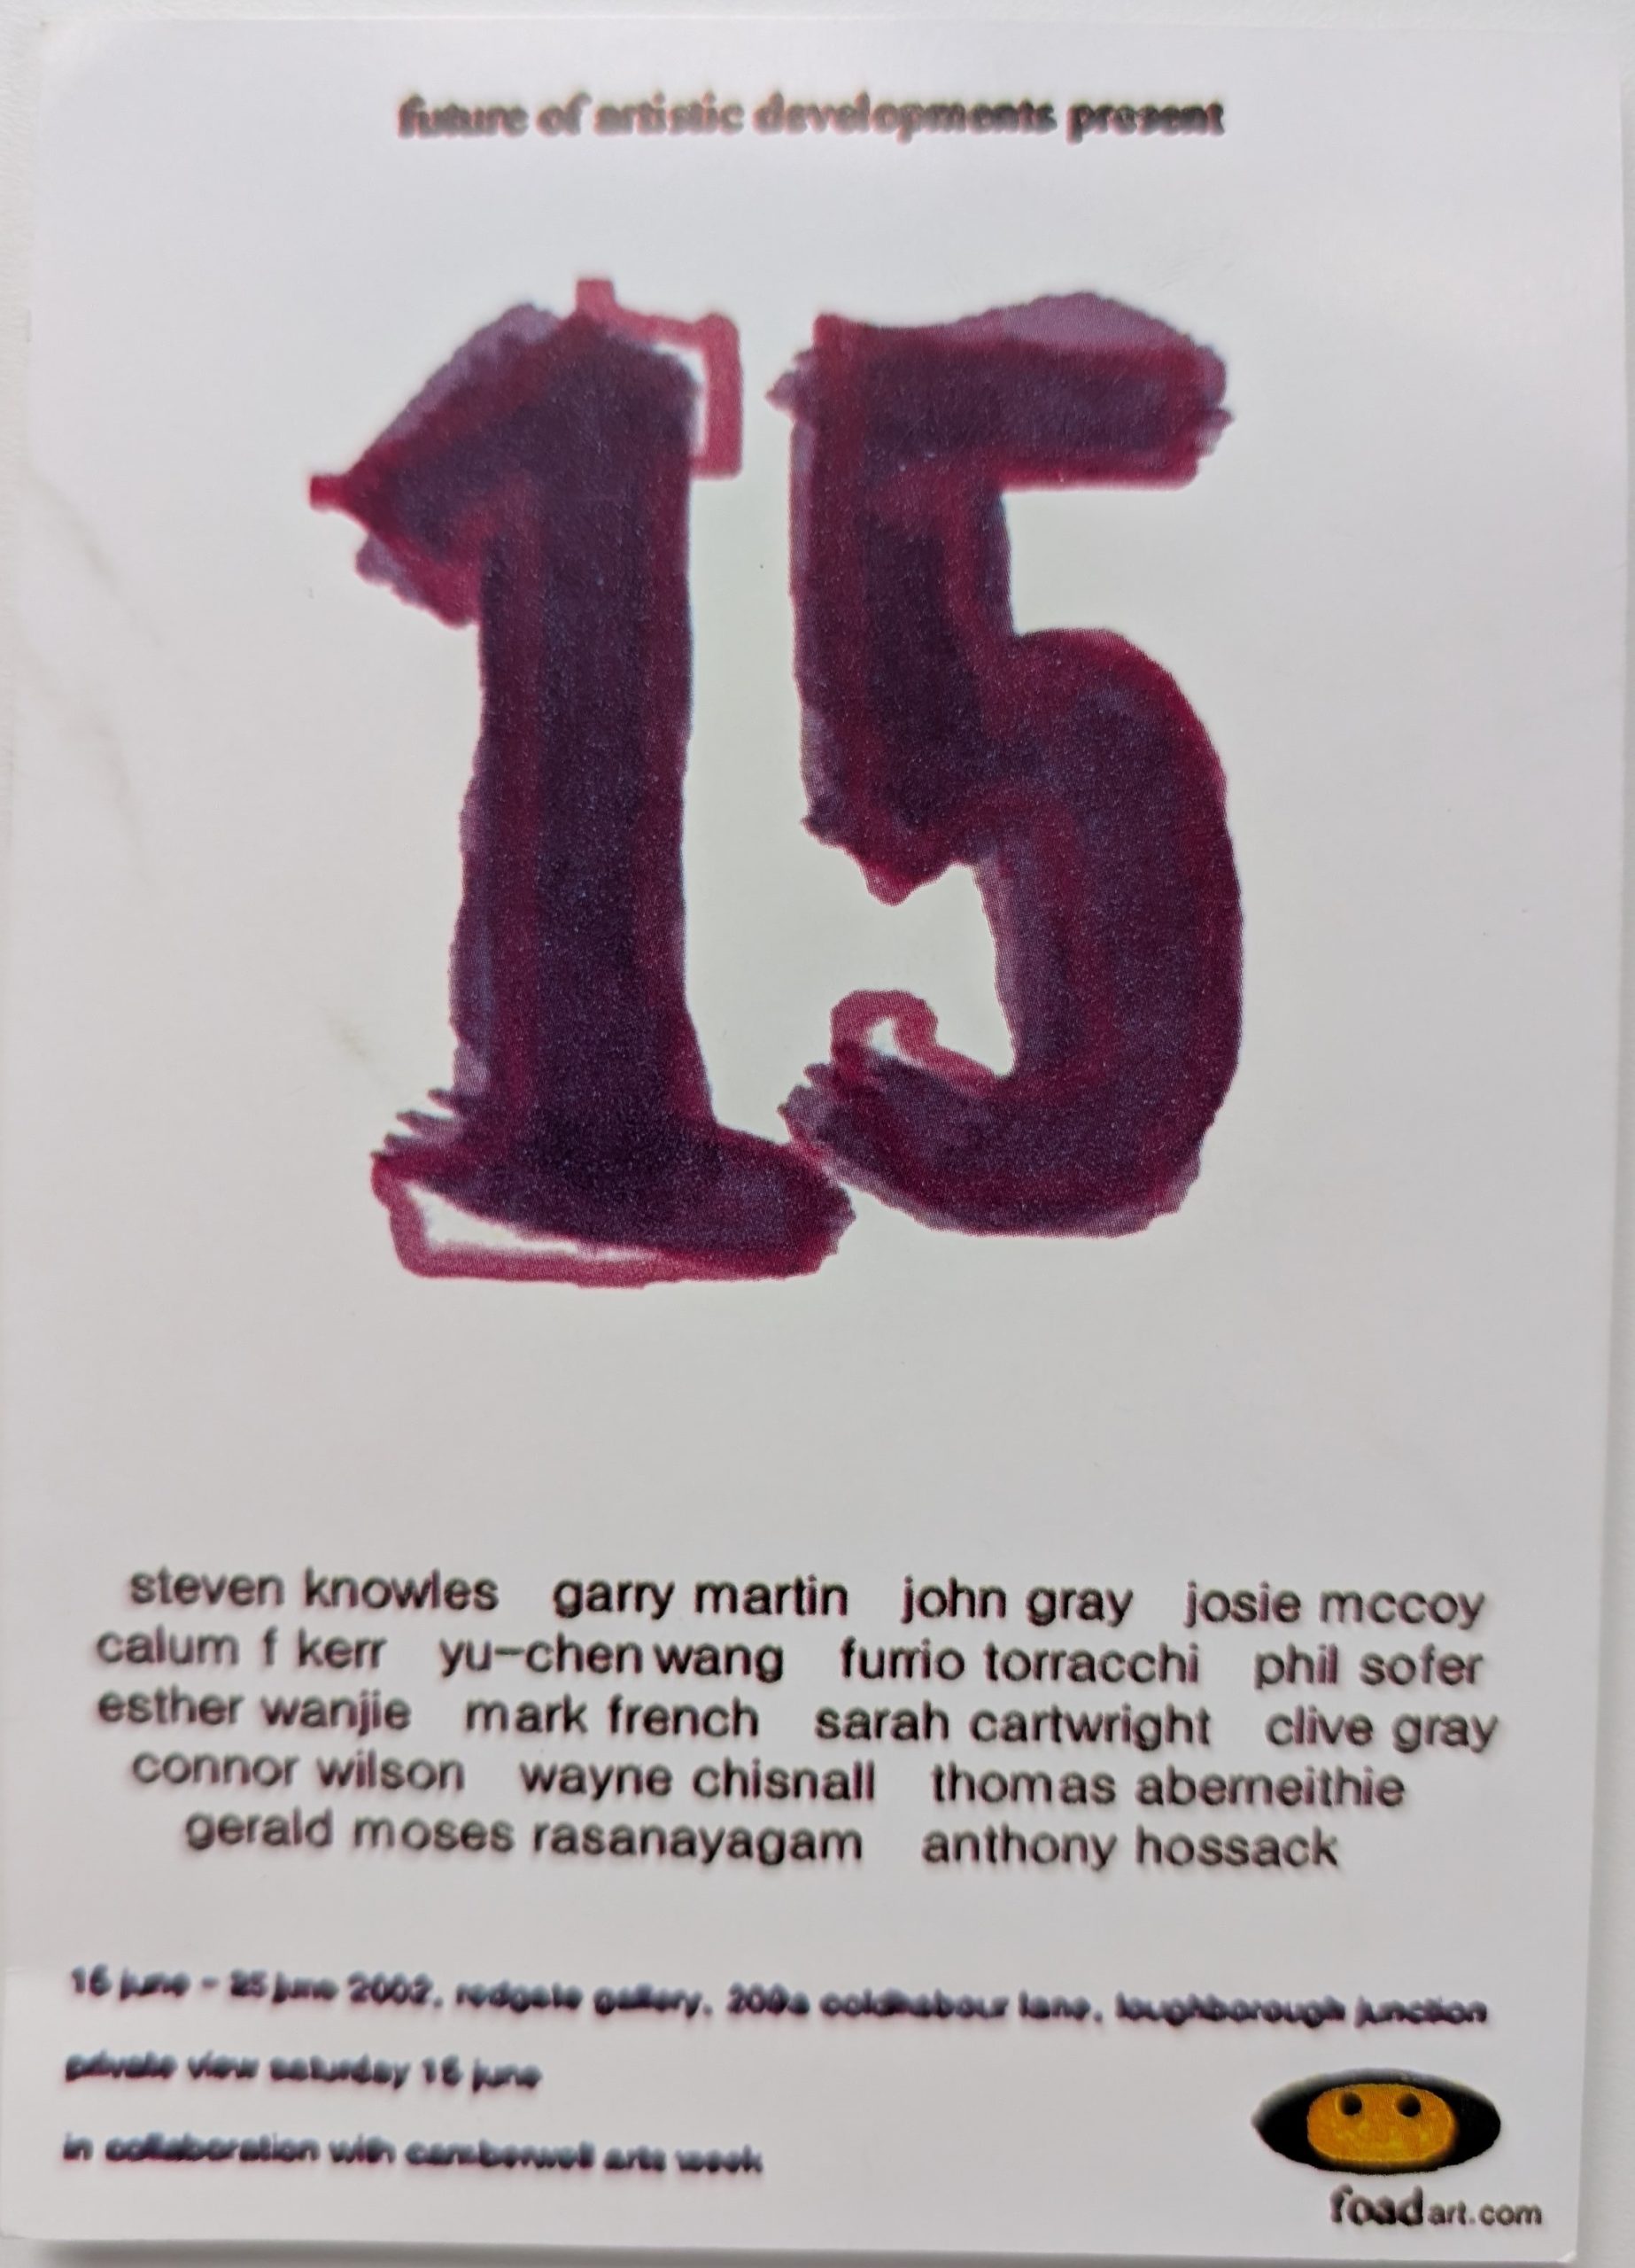 future of artistic developments present
15
steven knowles garry martin john gray josie mccoy
calum f kerr yu-chen wang furrio torracchi phil sofer
esther wanjie mark french sarah cartwright clive gray
connor wilson wayne chisnall thomas aberneithie
gerald moses rasanayagam anthony hossack
15 june - 25 june 2002, redgate gallery, 209a coldhabour lane, loughborough junction
private view saturday 15 june
in collaboration with camberwell arts week
foadart.com